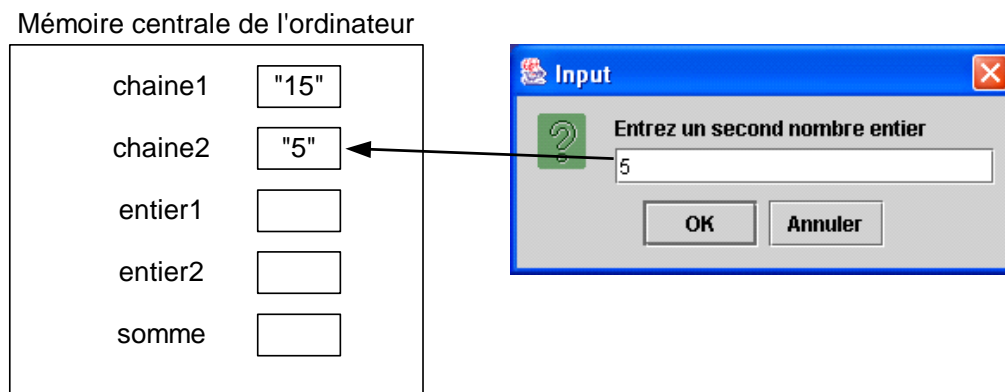 Mémoire centrale de l'ordinateur
chaine1 "15"
chaine2 "5"
entier1
entier2
somme
Input
Entrez un second nombre entier
5
OK Annuler